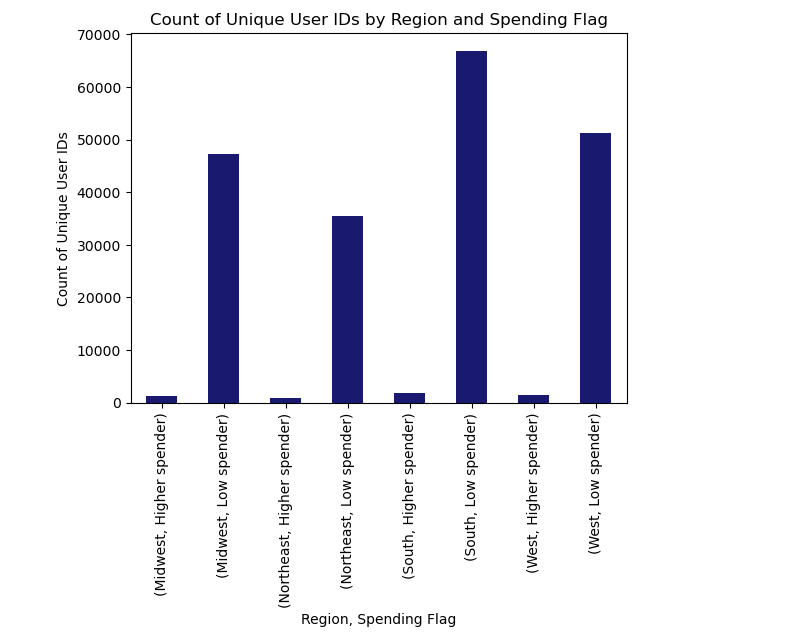 Count of Unique User IDs by Region and Spending Flag
Count of Unique User IDs
70000
60000
50000
40000
30000
20000
10000
0
(Midwest, Higher spender)
(Midwest, Low spender)
(Northeast, Higher spender)
(Northeast, Low spender)
(South, Higher spender)
(South, Low spender)
(West, Higher spender)
(West, Low spender)
Region, Spending Flag